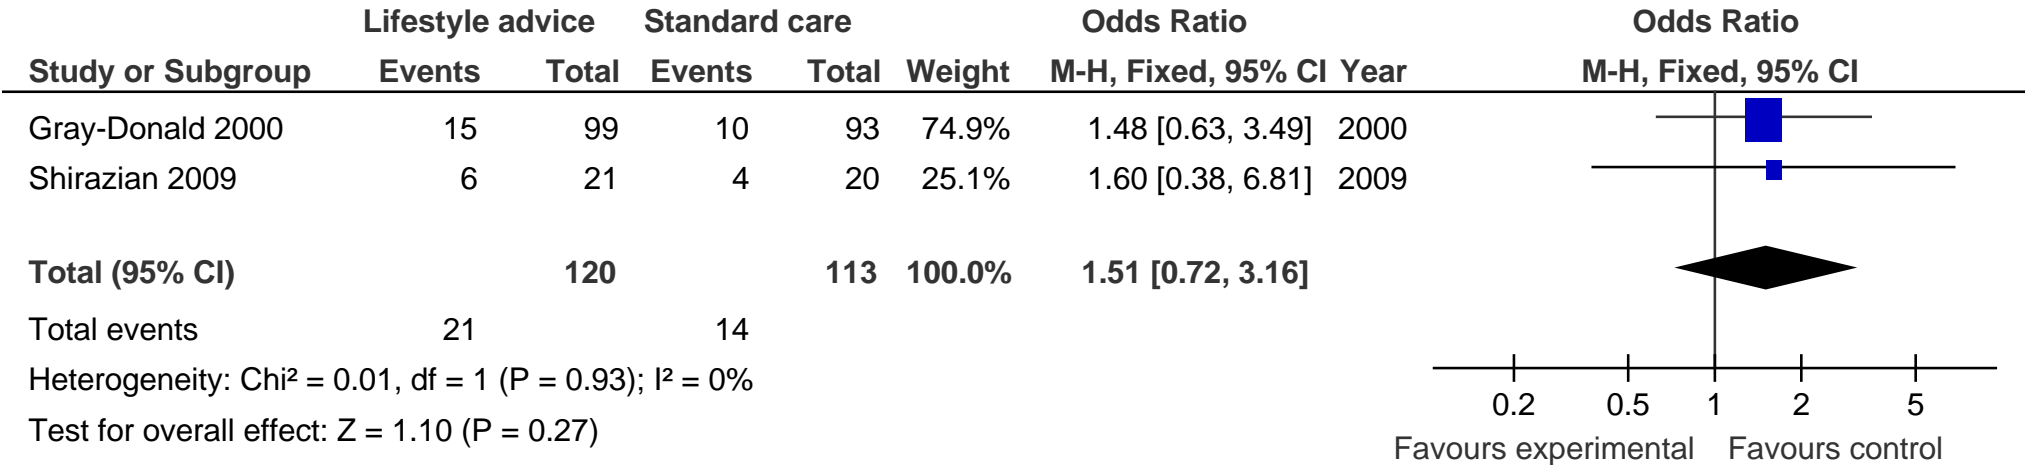 Lifestyle advice Standard care Odds Ratio Odds Ratio
Study or Subgroup Events Total Events Total Weight M-H, Fixed, 95% CI Year M-H, Fixed, 95% CI
Gray-Donald 2000 15 99 10 93 74.9% 1.48 [0.63, 3.49] 2000
Shirazian 2009 6 21 4 20 25.1% 1.60 [0.38, 6.81] 2009
Total (95% CI) 120 113 100.0% 1.51 [0.72, 3.16]
Total events 21 14
Heterogeneity: Chi² = 0.01, df = 1 (P = 0.93); I² = 0%
Test for overall effect: Z = 1.10 (P = 0.27)
0.2 0.5 1 2 5
Favours experimental Favours control